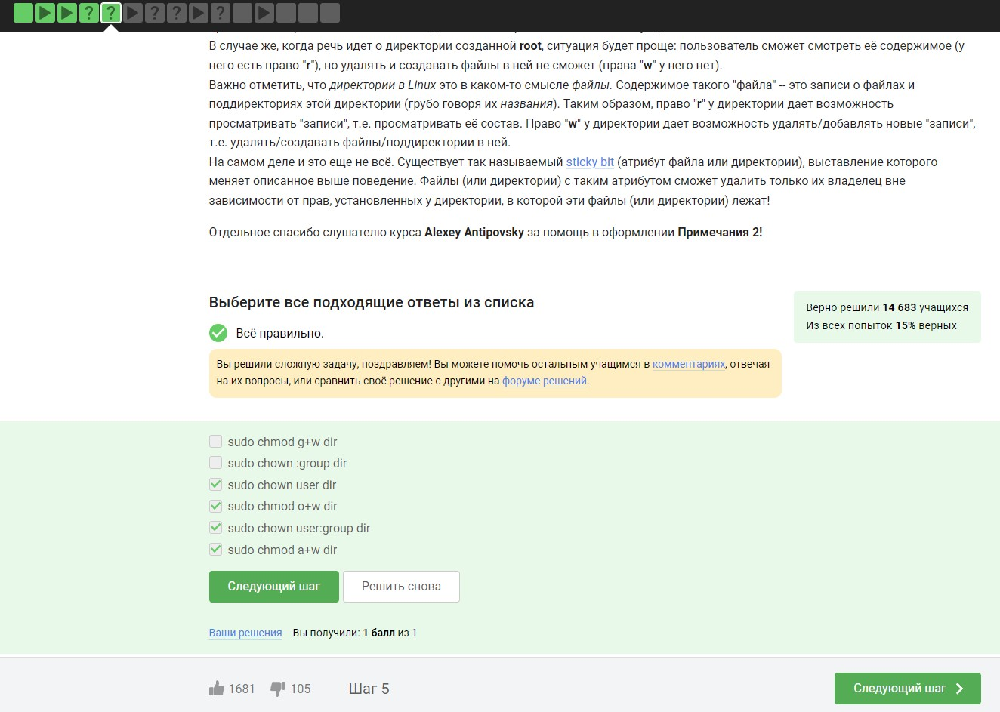 ? ? ? ? ?
В случае же, когда речь идет о директории созданной root, ситуация будет проще: пользователь сможет смотреть её содержимое (у
него есть право "r"), но удалять и создавать файлы в ней не сможет (права "w" у него нет).
Важно отметить, что директории в Linux это в каком-то смысле файлы. Содержимое такого "файла" -- это записи о файлах и
поддиректориях этой директории (грубо говоря их названия). Таким образом, право "r" у директории дает возможность
просматривать "записи", т.е. просматривать её состав. Право "w" у директории дает возможность удалять/добавлять новые "записи",
т.е. удалять/создавать файлы/поддиректории в ней.
На самом деле и это еще не всё. Существует так называемый sticky bit (атрибут файла или директории), выставление которого
меняет описанное выше поведение. Файлы (или директории) с таким атрибутом сможет удалить только их владелец вне
зависимости от прав, установленных у директории, в которой эти файлы (или директории) лежат!
Отдельное спасибо слушателю курса Alexey Antipovsky за помощь в оформлении Примечания 2!
Выберите все подходящие ответы из списка
Верно решили 14 683 учащихся
Из всех попыток 15% верных
Всё правильно.
Вы решили сложную задачу, поздравляем! Вы можете помочь остальным учащимся в комментариях, отвечая
на их вопросы, или сравнить своё решение с другими на форуме решений.
sudo chmod g+w dir
sudo chown :group dir
sudo chown user dir
sudo chmod o+w dir
sudo chown user:group dir
sudo chmod a+w dir
Следующий шаг
Решить снова
Ваши решения Вы получили: 1 балл из 1
1681 105 Шаг 5
Следующий шаг